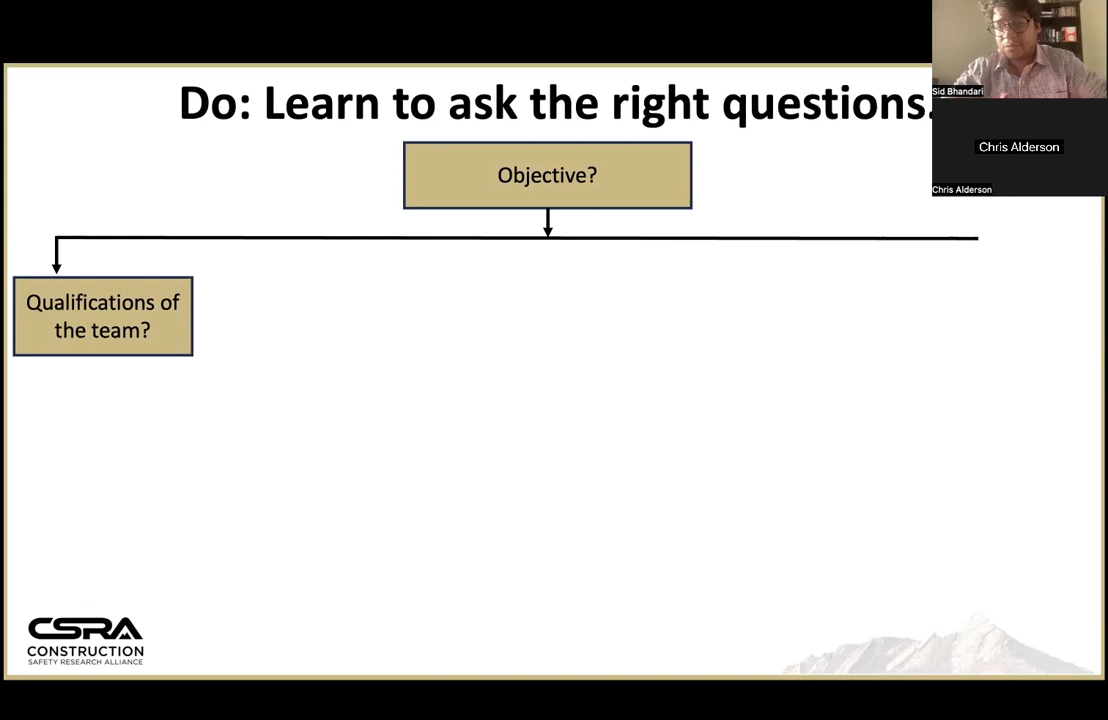 Do: Learn to ask the right questions.
Sid Bhandari
Objective?
Chris Alderson
Chris Alderson
Qualifications of
the team?
CSRA
CONSTRUCTION
SAFETY RESEARCH ALLIANCE